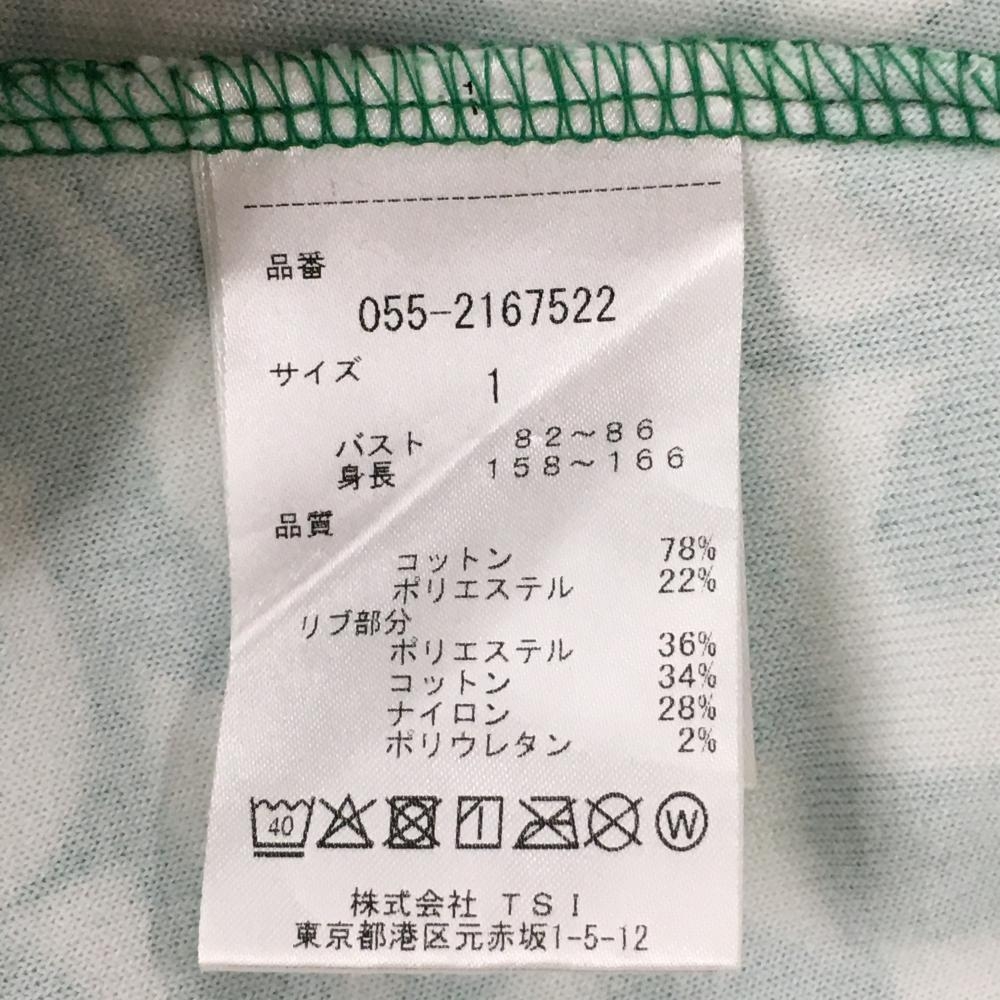 品番
055-2167522
サイズ 1
バスト 82～86
身長 158～166
品質
コットン 78%
ポリエステル 22%
リブ部分
ポリエステル 36%
コットン 34%
ナイロン 28%
ポリウレタン 2%
40 W
株式会社 TSI
東京都港区元赤坂1-5-12